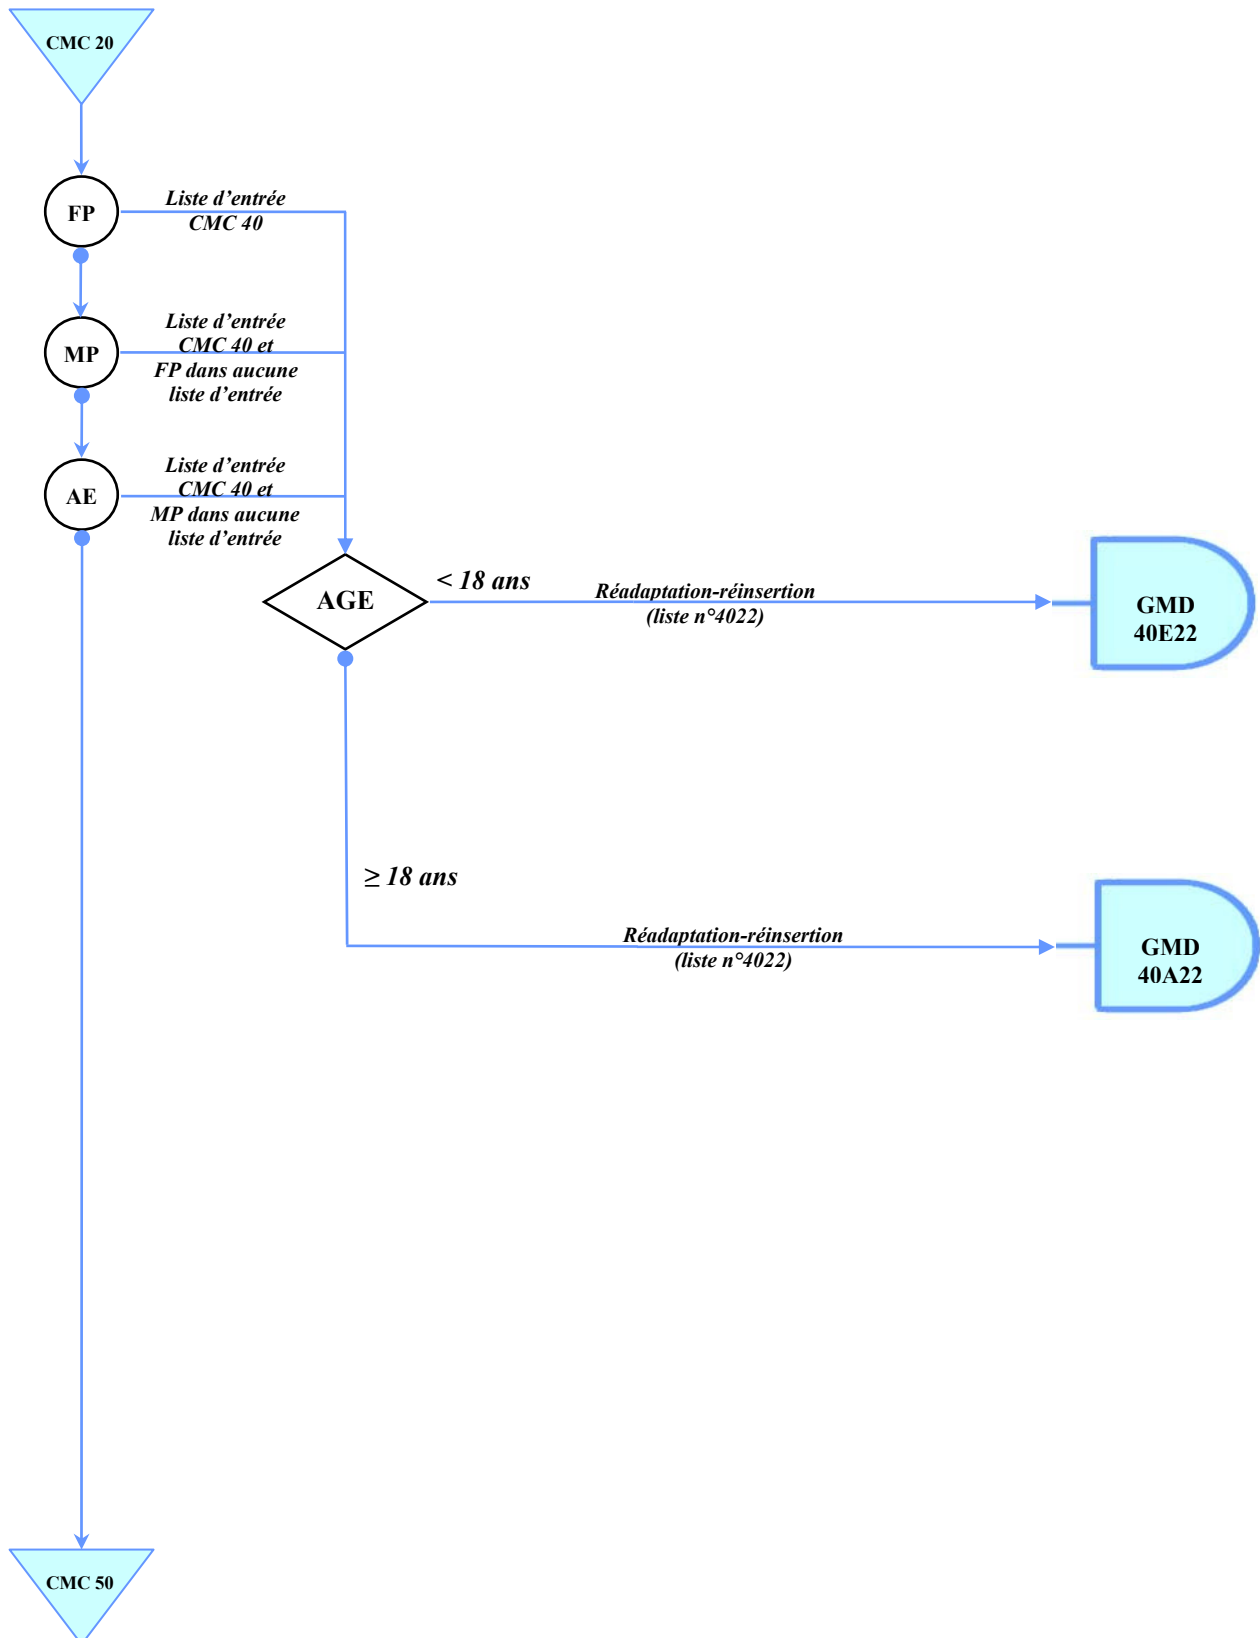 CMC 20
FP
Liste d’entrée
CMC 40
MP
Liste d’entrée
CMC 40 et
FP dans aucune
liste d’entrée
AE
Liste d’entrée
CMC 40 et
MP dans aucune
liste d’entrée
AGE
< 18 ans
Réadaptation-réinsertion
(liste n°4022)
GMD
40E22
≥ 18 ans
Réadaptation-réinsertion
(liste n°4022)
GMD
40A22
CMC 50